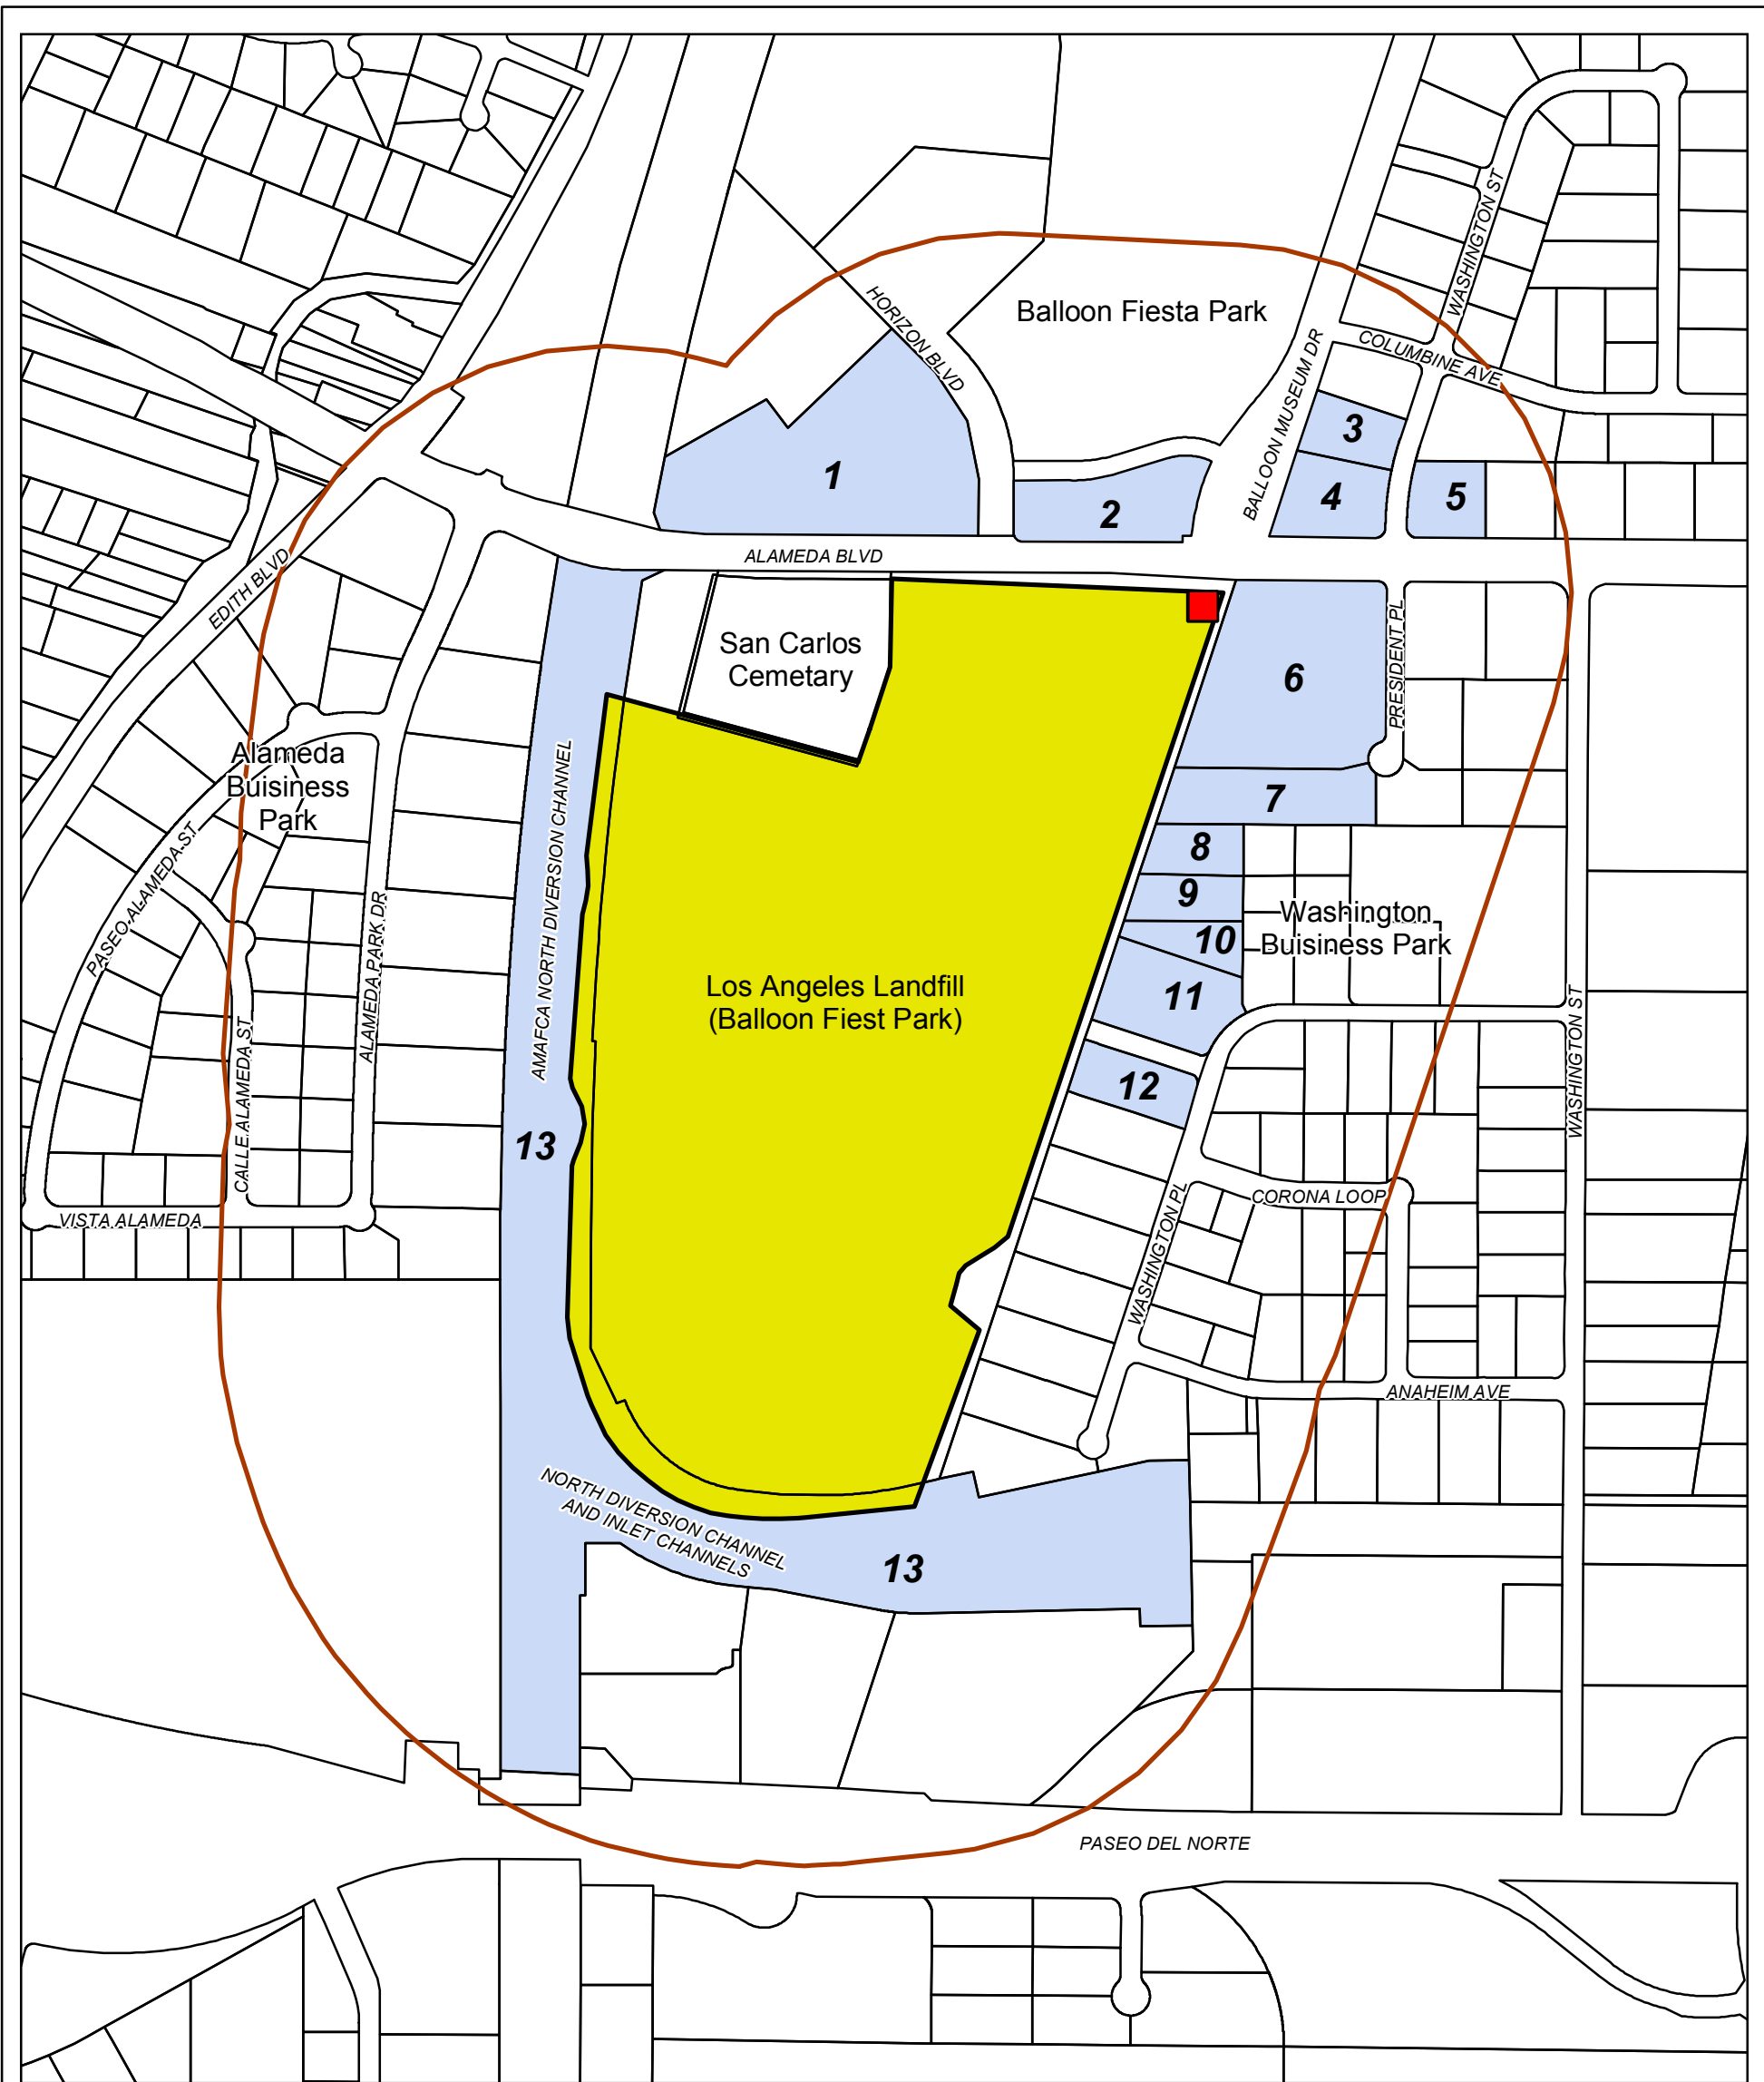 WASHINGTON ST
HORIZON BLVD
Balloon Fiesta Park
BALLOON MUSEUM DR
COLUMBINE AVE
3
1
4
5
2
ALAMEDA BLVD
EDITH BLVD
San Carlos
Cemetary
6
PRESIDENT PL
Alameda
Buisiness
Park
7
8
9
10
Washington
Buisiness Park
PASEO ALAMEDA ST
ALAMEDA PARK DR
AMAFCA NORTH DIVERSION CHANNEL
Los Angeles Landfill
(Balloon Fiest Park)
11
12
CALLE ALAMEDA ST
13
WASHINGTON ST
VISTA ALAMEDA
CORONA LOOP
WASHINGTON PL
ANAHEIM AVE
NORTH DIVERSION CHANNEL
AND INLET CHANNELS
13
PASEO DEL NORTE